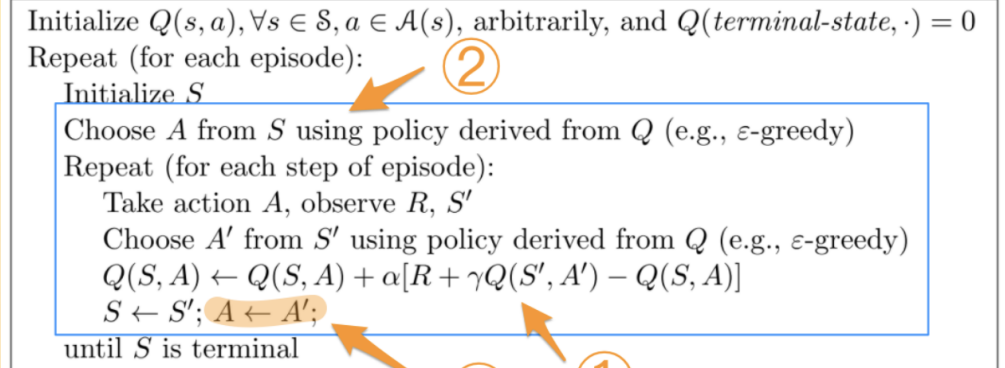 Initialize Q(s, a), ∀s ∈ 𝒮, a ∈ 𝒜(s), arbitrarily, and Q(terminal-state, ·) = 0
Repeat (for each episode):
②
Initialize S
Choose A from S using policy derived from Q (e.g., ε-greedy)
Repeat (for each step of episode):
Take action A, observe R, S′
Choose A′ from S′ using policy derived from Q (e.g., ε-greedy)
Q(S, A) ← Q(S, A) + α[R + γQ(S′, A′) − Q(S, A)]
S ← S′; A ← A′;
until S is terminal